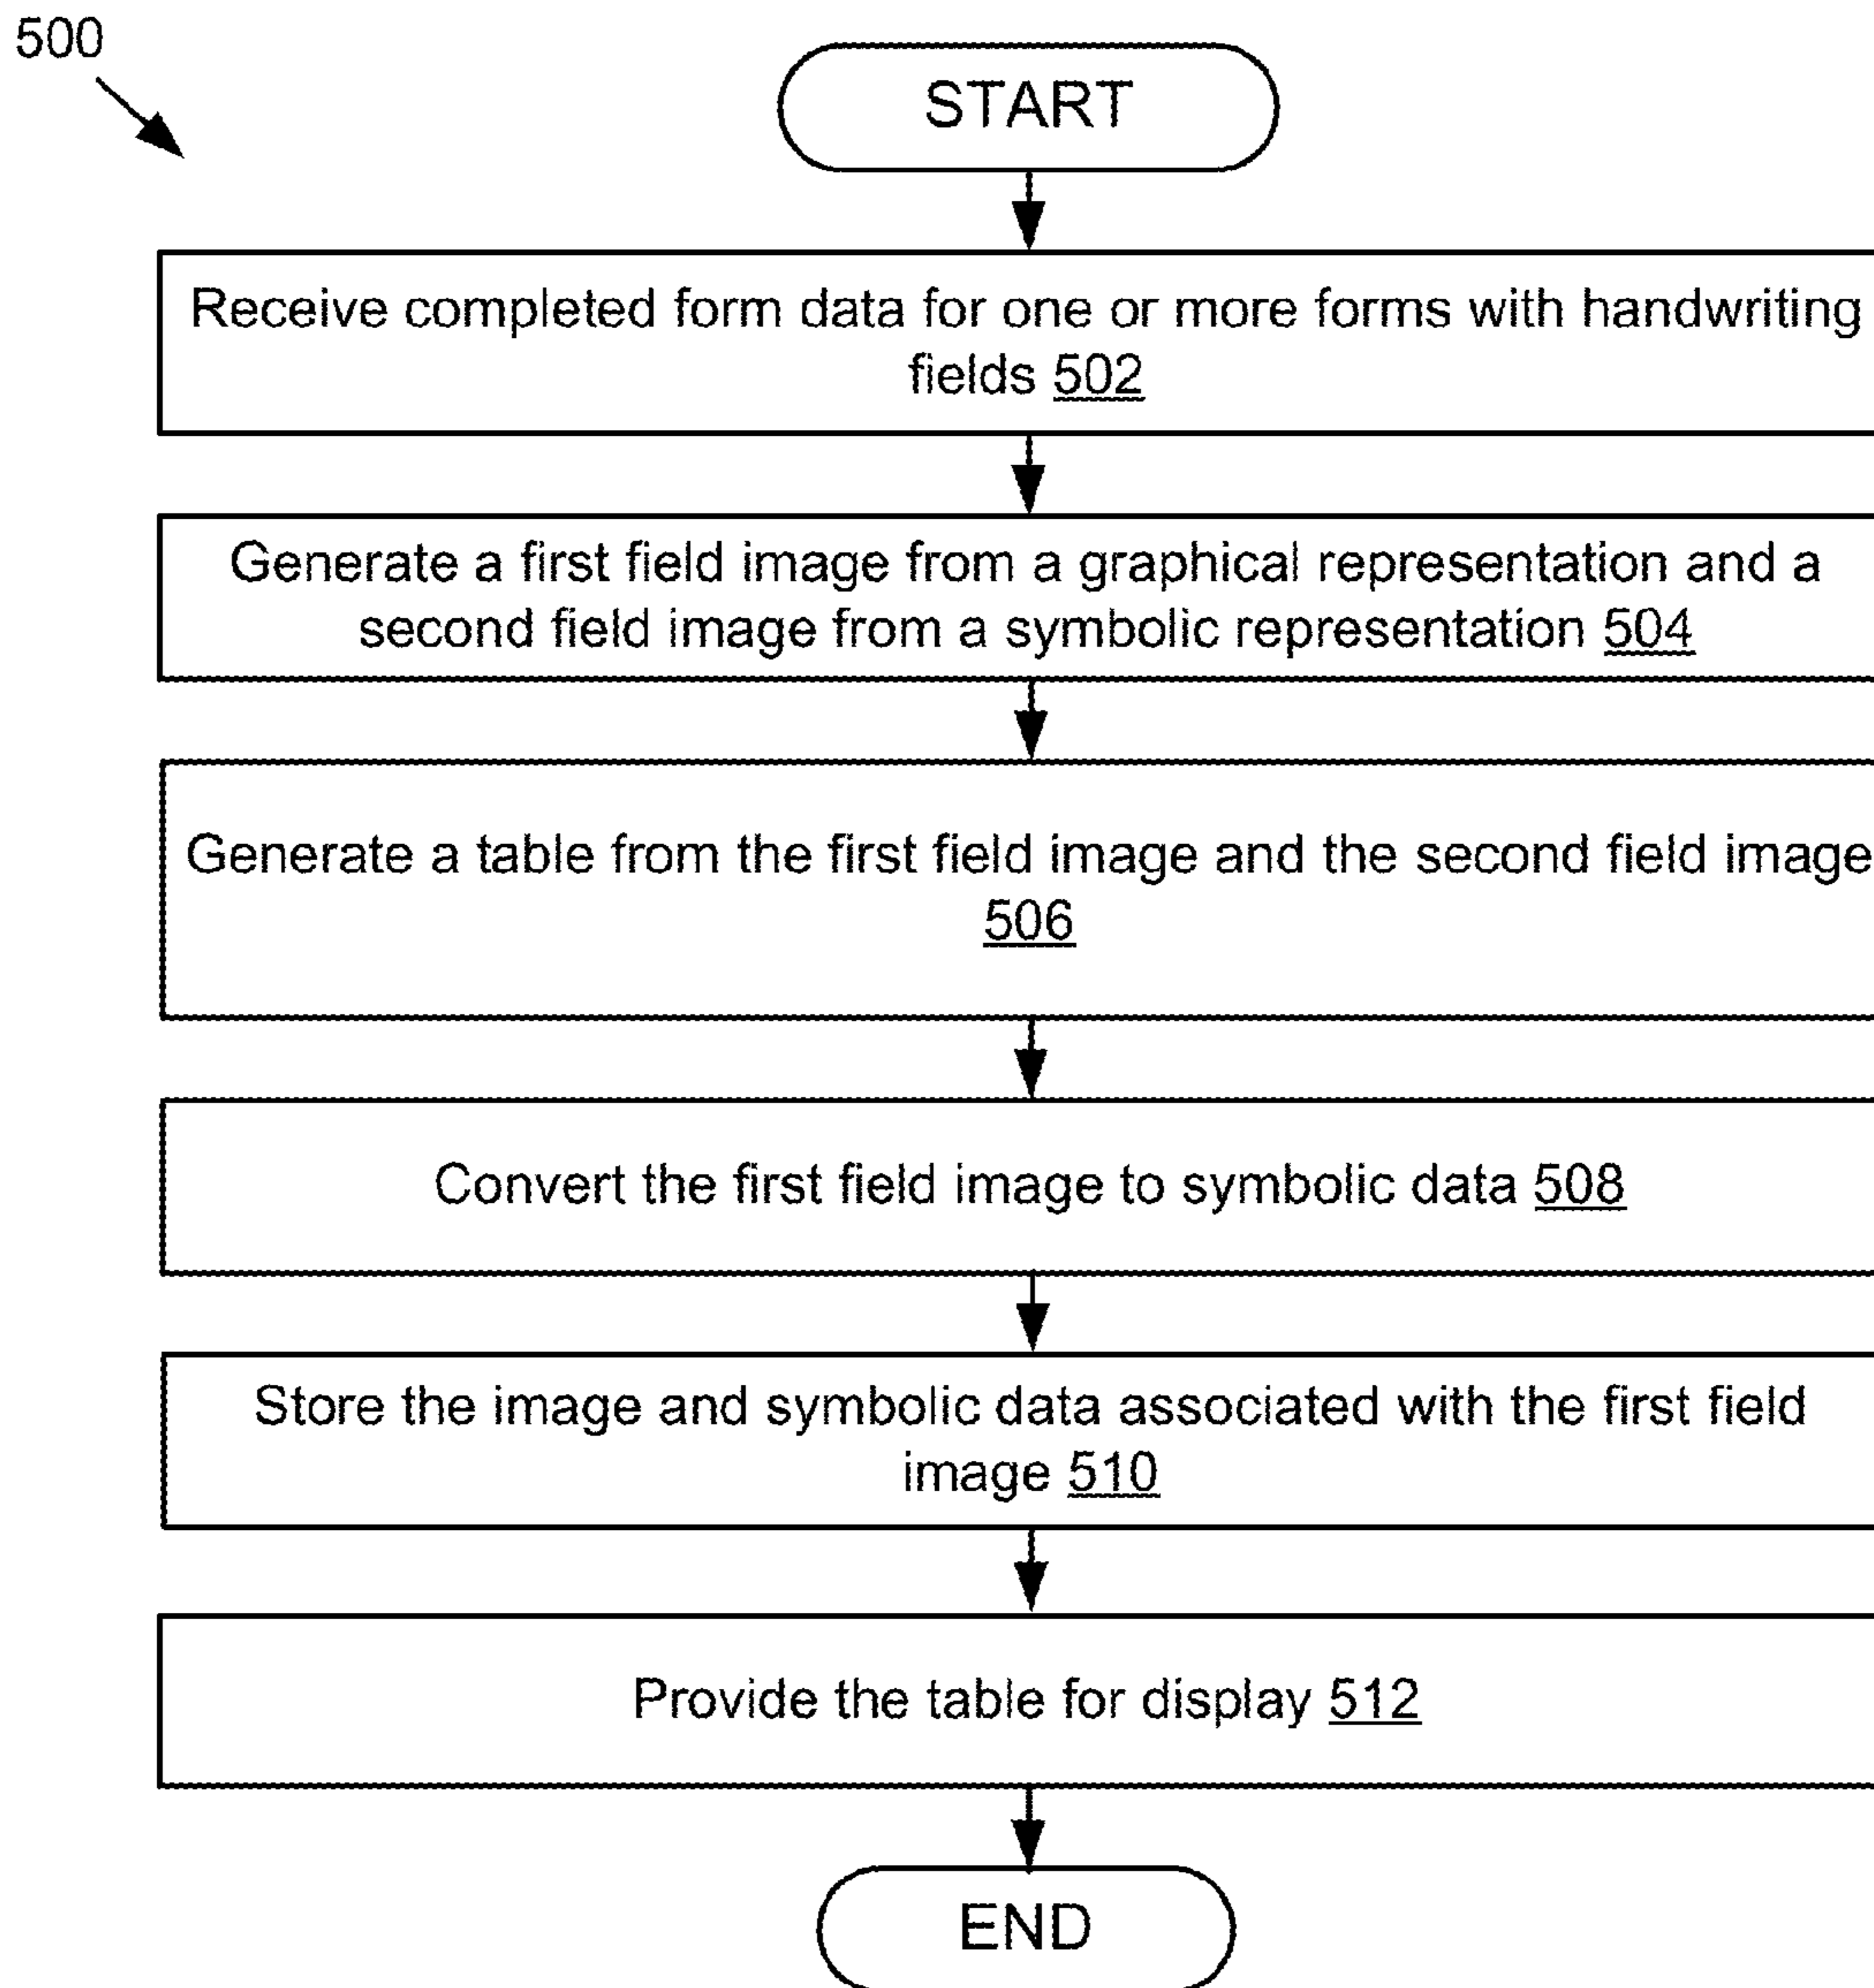 500
START
Receive completed form data for one or more forms with handwriting
fields 502
Generate a first field image from a graphical representation and a
second field image from a symbolic representation 504
Generate a table from the first field image and the second field image
506
Convert the first field image to symbolic data 508
Store the image and symbolic data associated with the first field
image 510
Provide the table for display 512
END